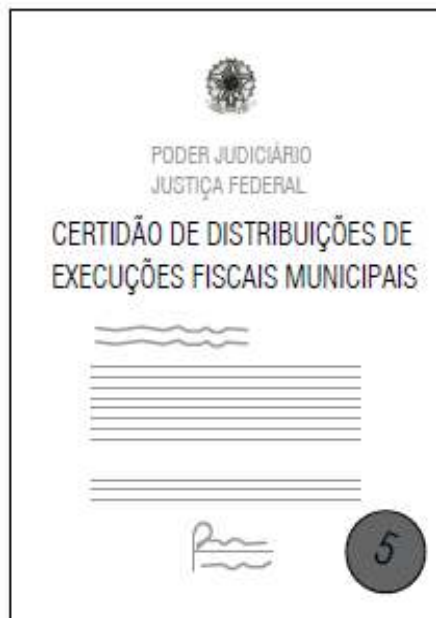 PODER JUDICIÁRIO
JUSTIÇA FEDERAL
CERTIDÃO DE DISTRIBUIÇÕES DE
EXECUÇÕES FISCAIS MUNICIPAIS
5